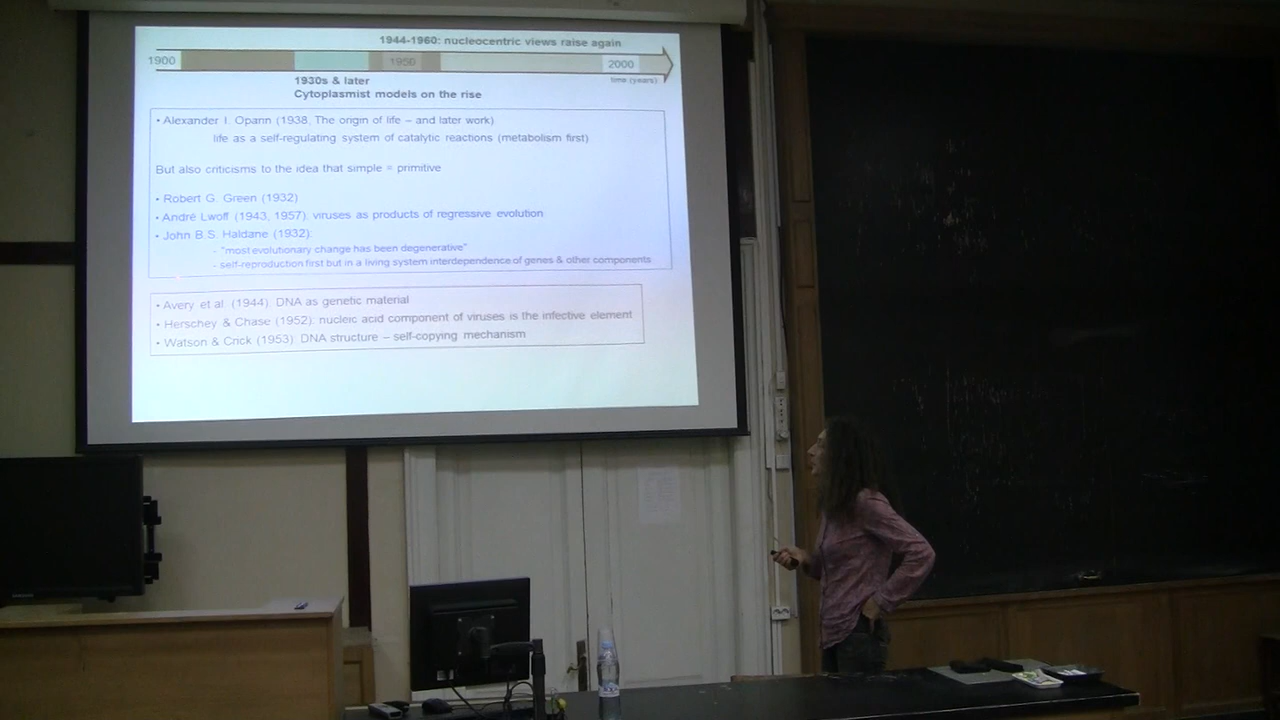 1944-1960: nucleocentric views raise again
1900 1950 2000
time (years)
1930s & later
Cytoplasmist models on the rise
• Alexander I. Oparin (1938, The origin of life – and later work)
life as a self-regulating system of catalytic reactions (metabolism first)
But also criticisms to the idea that simple = primitive
• Robert G. Green (1932)
• André Lwoff (1943, 1957), viruses as products of regressive evolution
• John B.S. Haldane (1932):
- "most evolutionary change has been degenerative"
- self-reproduction first but in a living system interdependence of genes & other components
• Avery et al. (1944): DNA as genetic material
• Herschey & Chase (1952): nucleic acid component of viruses is the infective element
• Watson & Crick (1953): DNA structure – self-copying mechanism